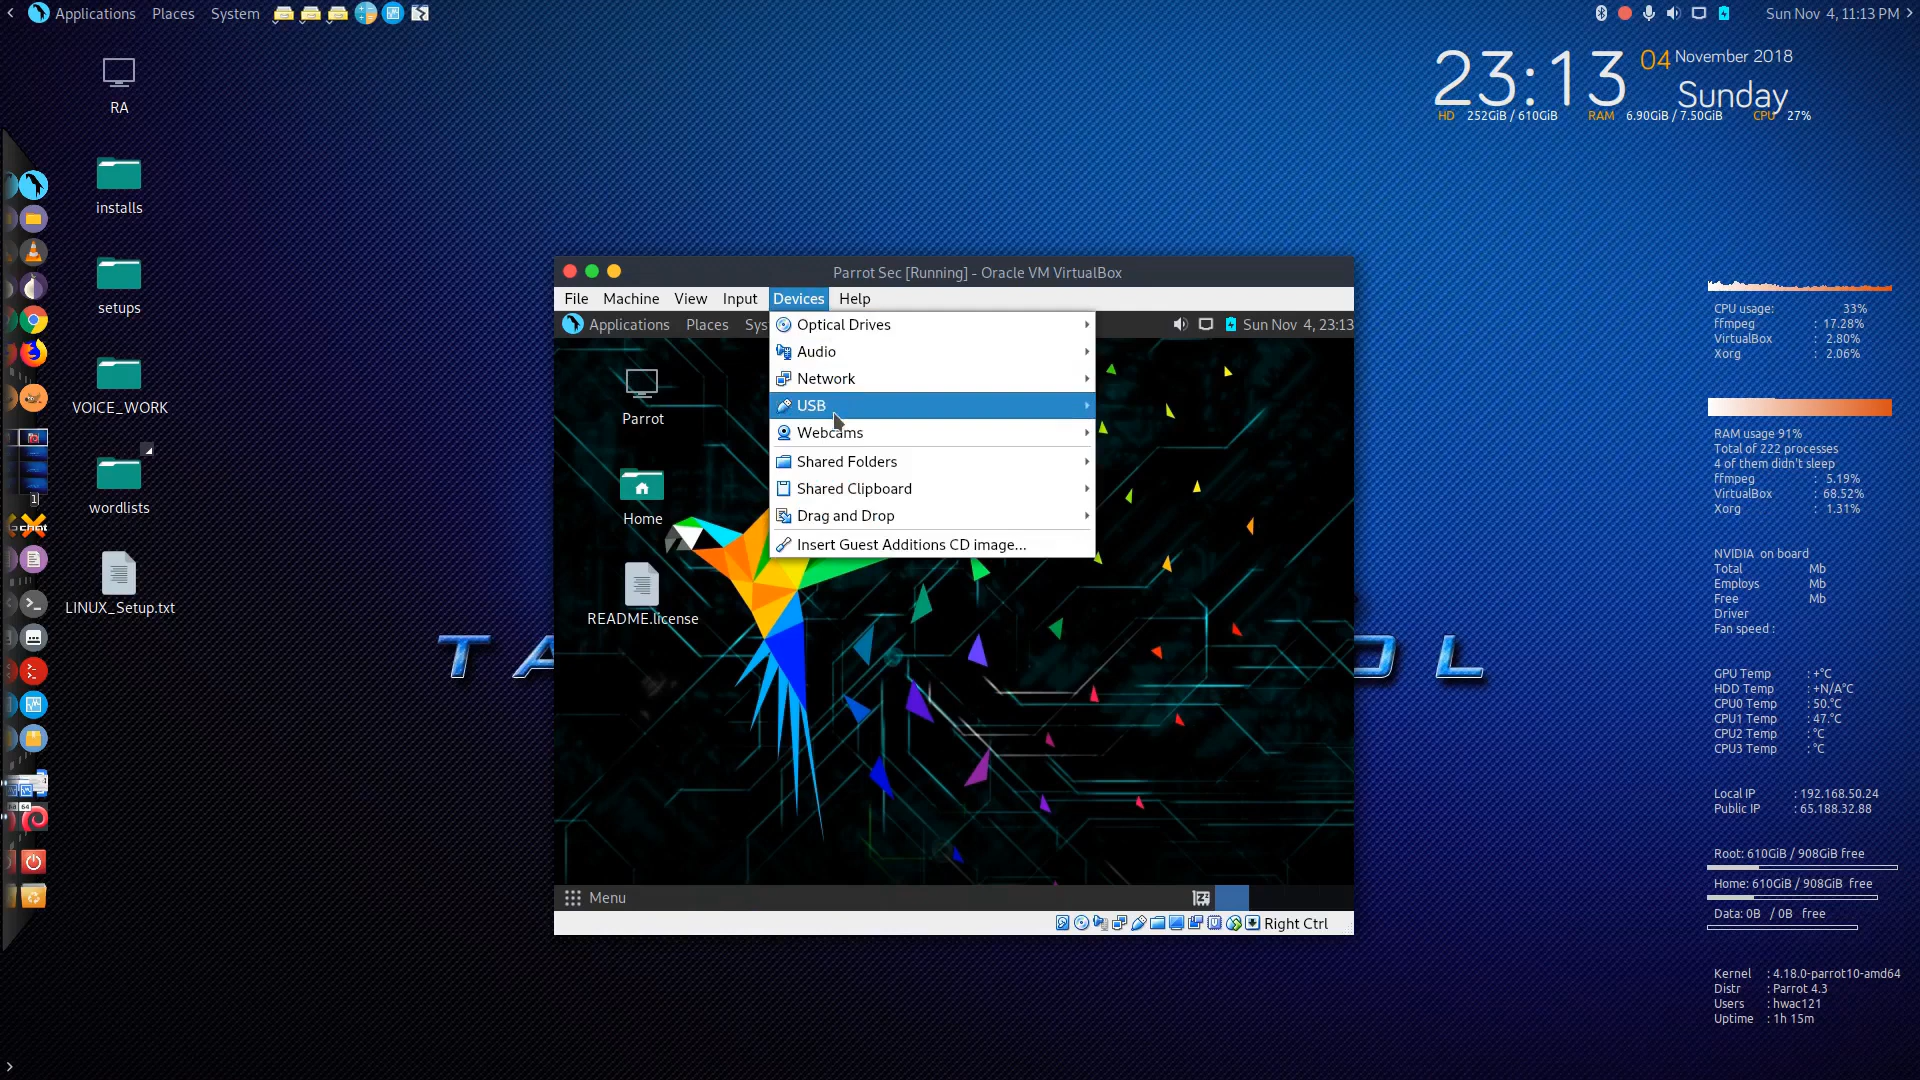 Applications Places System
Sun Nov 4, 11:13 PM
23:13
04 November 2018
Sunday
HD 252GiB / 610GiB RAM 6.90GiB / 7.50GiB CPU 27%
RA
installs
setups
VOICE_WORK
wordlists
LINUX_Setup.txt
1
Parrot Sec [Running] - Oracle VM VirtualBox
File Machine View Input Devices Help
Applications Places Sys
Sun Nov 4, 23:13
Optical Drives
Audio
Network
USB
Webcams
Shared Folders
Shared Clipboard
Drag and Drop
Insert Guest Additions CD image...
Parrot
Home
README.license
Menu
Right Ctrl
T
O L
CPU usage: 33%
ffmpeg : 17.28%
VirtualBox : 2.80%
Xorg : 2.06%
RAM usage 91%
Total of 222 processes
4 of them didn't sleep
ffmpeg : 5.19%
VirtualBox : 68.52%
Xorg : 1.31%
NVIDIA on board
Total Mb
Employs Mb
Free Mb
Driver
Fan speed :
GPU Temp : +°C
HDD Temp : +N/A°C
CPU0 Temp : 50.°C
CPU1 Temp : 47.°C
CPU2 Temp : °C
CPU3 Temp : °C
Local IP : 192.168.50.24
Public IP : 65.188.32.88
Root: 610GiB / 908GiB free
Home: 610GiB / 908GiB free
Data: 0B / 0B free
Kernel : 4.18.0-parrot10-amd64
Distr : Parrot 4.3
Users : hwac121
Uptime : 1h 15m